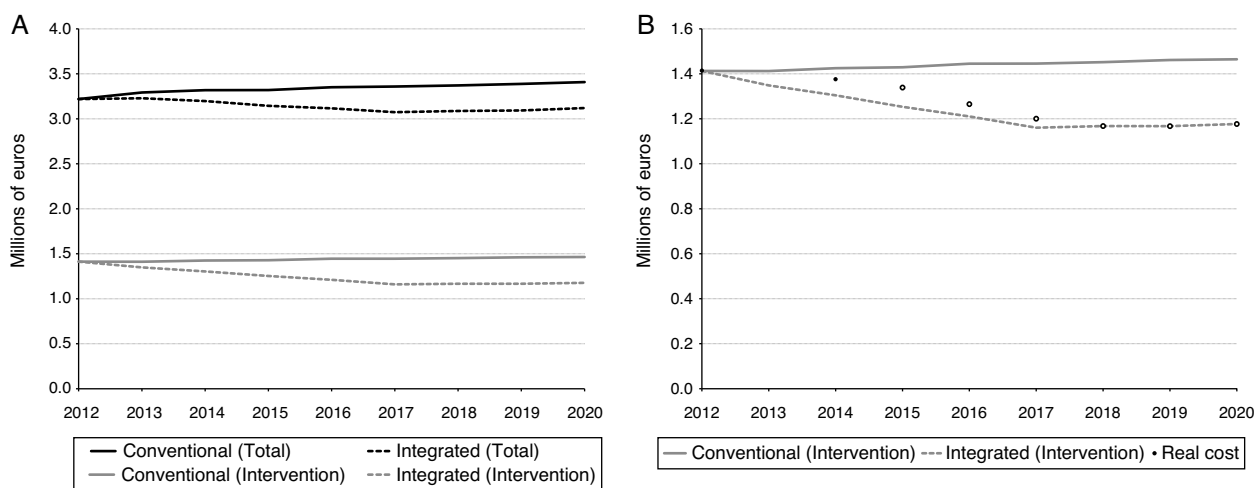 A
Millions of euros
4.0
3.5
3.0
2.5
2.0
1.5
1.0
0.5
0.0
2012 2013 2014 2015 2016 2017 2018 2019 2020
Conventional (Total) Integrated (Total)
Conventional (Intervention) Integrated (Intervention)
B
Millions of euros
1.6
1.4
1.2
1.0
0.8
0.6
0.4
0.2
0.0
2012 2013 2014 2015 2016 2017 2018 2019 2020
Conventional (Intervention) Integrated (Intervention) Real cost